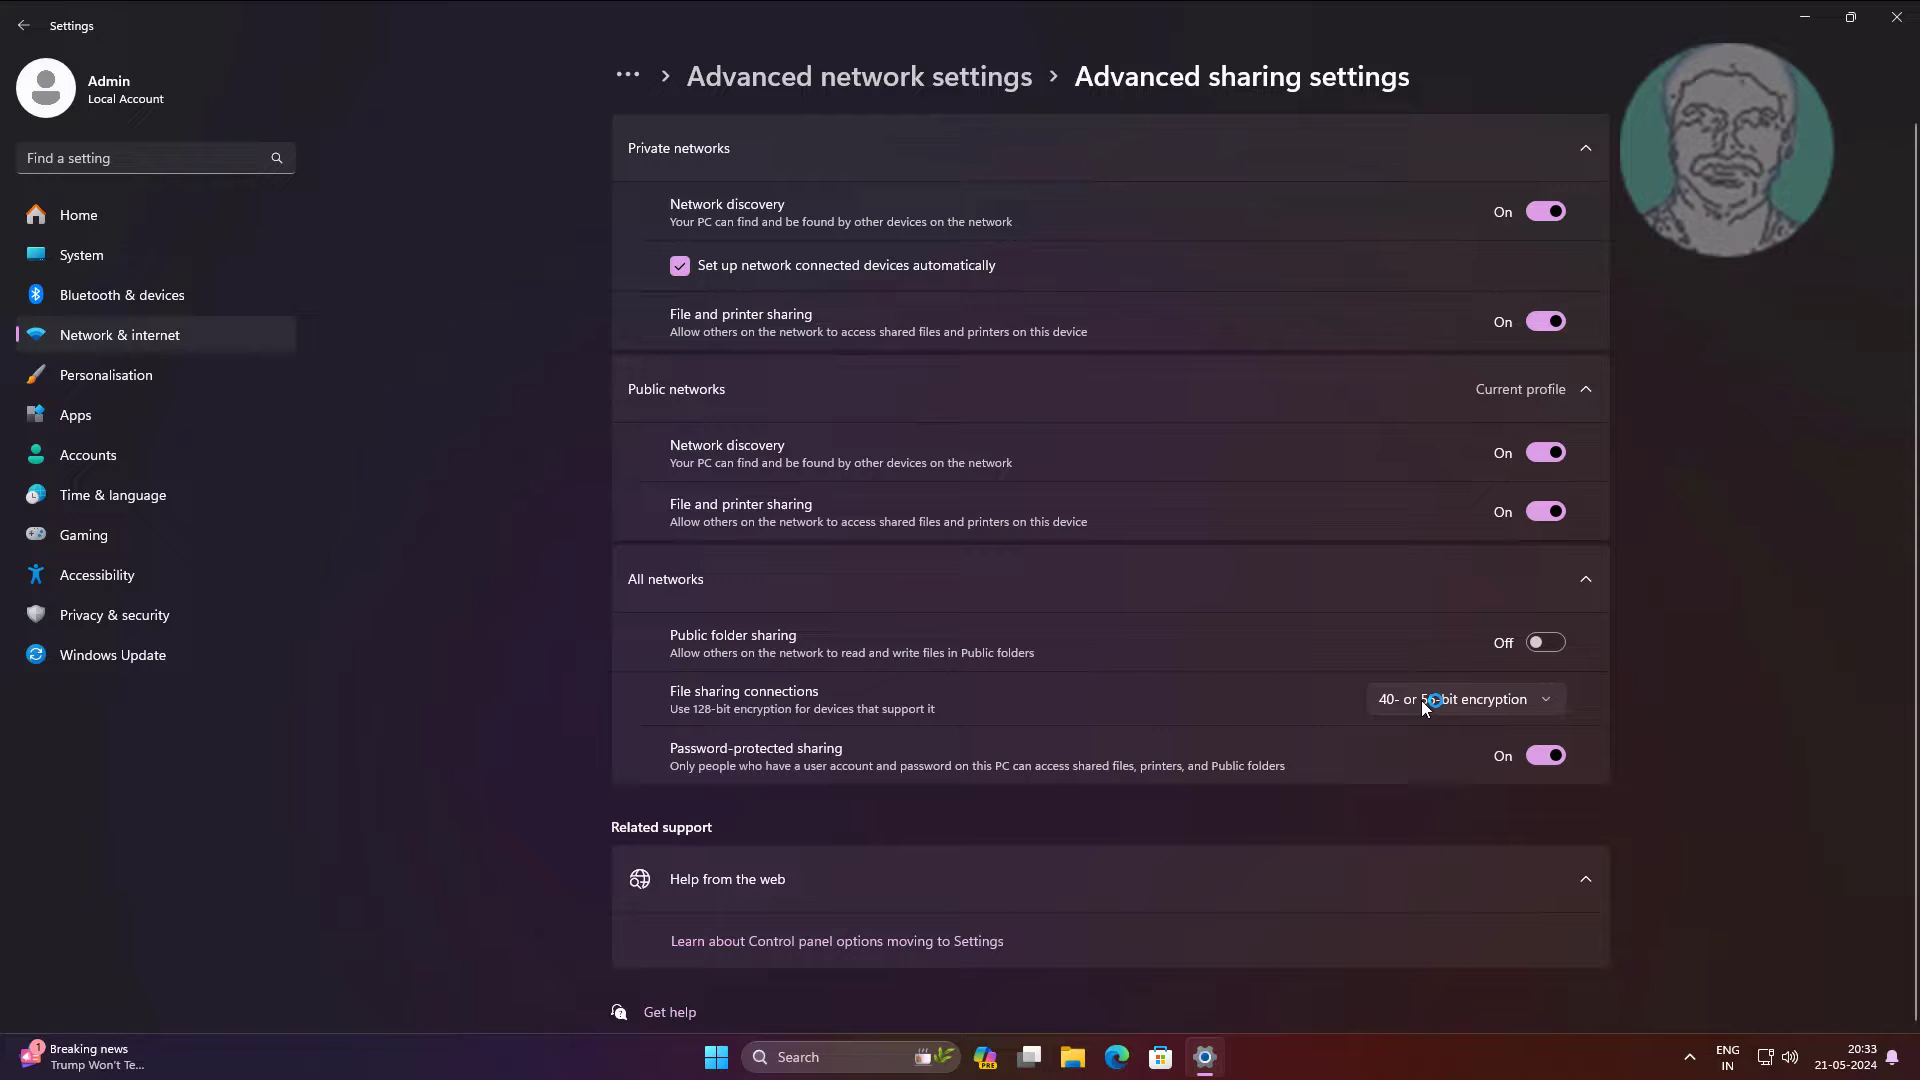 Settings
Admin
Local Account
Find a setting
Home
System
Bluetooth & devices
Network & internet
Personalisation
Apps
Accounts
Time & language
Gaming
Accessibility
Privacy & security
Windows Update
··· > Advanced network settings > Advanced sharing settings
Private networks
Network discovery
Your PC can find and be found by other devices on the network
On
Set up network connected devices automatically
File and printer sharing
Allow others on the network to access shared files and printers on this device
On
Public networks
Current profile
Network discovery
Your PC can find and be found by other devices on the network
On
File and printer sharing
Allow others on the network to access shared files and printers on this device
On
All networks
Public folder sharing
Allow others on the network to read and write files in Public folders
Off
File sharing connections
Use 128-bit encryption for devices that support it
40- or 56-bit encryption
Password-protected sharing
Only people who have a user account and password on this PC can access shared files, printers, and Public folders
On
Related support
Help from the web
Learn about Control panel options moving to Settings
Get help
1
Breaking news
Trump Won't Te...
Search
PRE
ENG
IN
20:33
21-05-2024